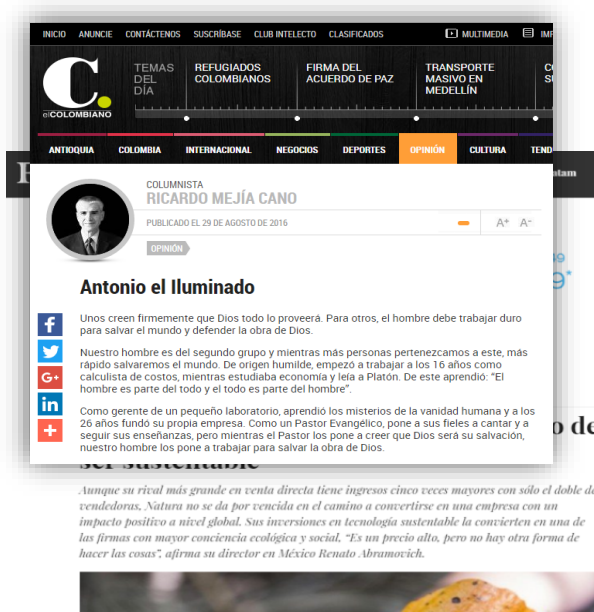 INICIO ANUNCIE CONTÁCTENOS SUSCRÍBASE CLUB INTELECTO CLASIFICADOS MULTIMEDIA
elCOLOMBIANO
TEMAS DEL DÍA
REFUGIADOS COLOMBIANOS
FIRMA DEL ACUERDO DE PAZ
TRANSPORTE MASIVO EN MEDELLÍN
ANTIOQUIA COLOMBIA INTERNACIONAL NEGOCIOS DEPORTES OPINIÓN CULTURA TEND
COLUMNISTA
RICARDO MEJÍA CANO
PUBLICADO EL 29 DE AGOSTO DE 2016 A+ A-
OPINIÓN
Antonio el Iluminado
Unos creen firmemente que Dios todo lo proveerá. Para otros, el hombre debe trabajar duro
para salvar el mundo y defender la obra de Dios.
Nuestro hombre es del segundo grupo y mientras más personas pertenezcamos a este, más
rápido salvaremos el mundo. De origen humilde, empezó a trabajar a los 16 años como
calculista de costos, mientras estudiaba economía y leía a Platón. De este aprendió: “El
hombre es parte del todo y el todo es parte del hombre”.
Como gerente de un pequeño laboratorio, aprendió los misterios de la vanidad humana y a los
26 años fundó su propia empresa. Como un Pastor Evangélico, pone a sus fieles a cantar y a
seguir sus enseñanzas, pero mientras el Pastor los pone a creer que Dios será su salvación,
nuestro hombre los pone a trabajar para salvar la obra de Dios.
ser sustentable
Aunque su rival más grande en venta directa tiene ingresos cinco veces mayores con sólo el doble de
vendedoras, Natura no se da por vencida en el camino a convertirse en una empresa con un
impacto positivo a nivel global. Sus inversiones en tecnología sustentable la convierten en una de
las firmas con mayor conciencia ecológica y social, “Es un precio alto, pero no hay otra forma de
hacer las cosas”, afirma su director en México Renato Abramovich.